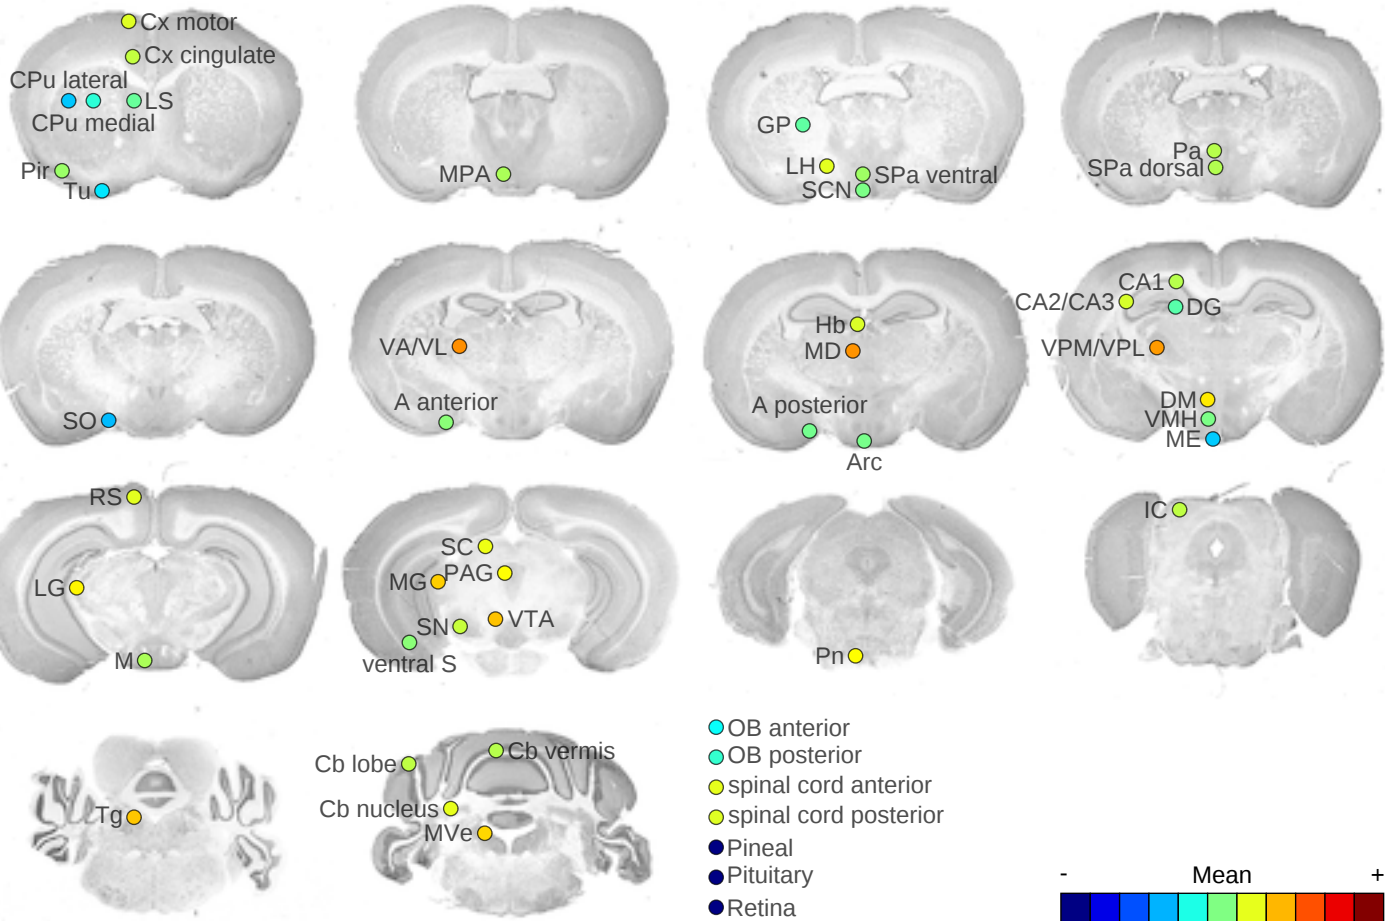 Cx motor
Cx cingulate
CPu lateral
LS
CPu medial
Pir
Tu
MPA
GP
LH
SPa ventral
SCN
Pa
SPa dorsal
SO
VA/VL
A anterior
Hb
MD
A posterior
Arc
CA1
CA2/CA3
DG
VPM/VPL
DM
VMH
ME
RS
LG
M
SC
PAG
MG
VTA
SN
ventral S
Pn
IC
Tg
Cb lobe
Cb vermis
Cb nucleus
MVe
OB anterior
OB posterior
spinal cord anterior
spinal cord posterior
Pineal
Pituitary
Retina
- Mean +